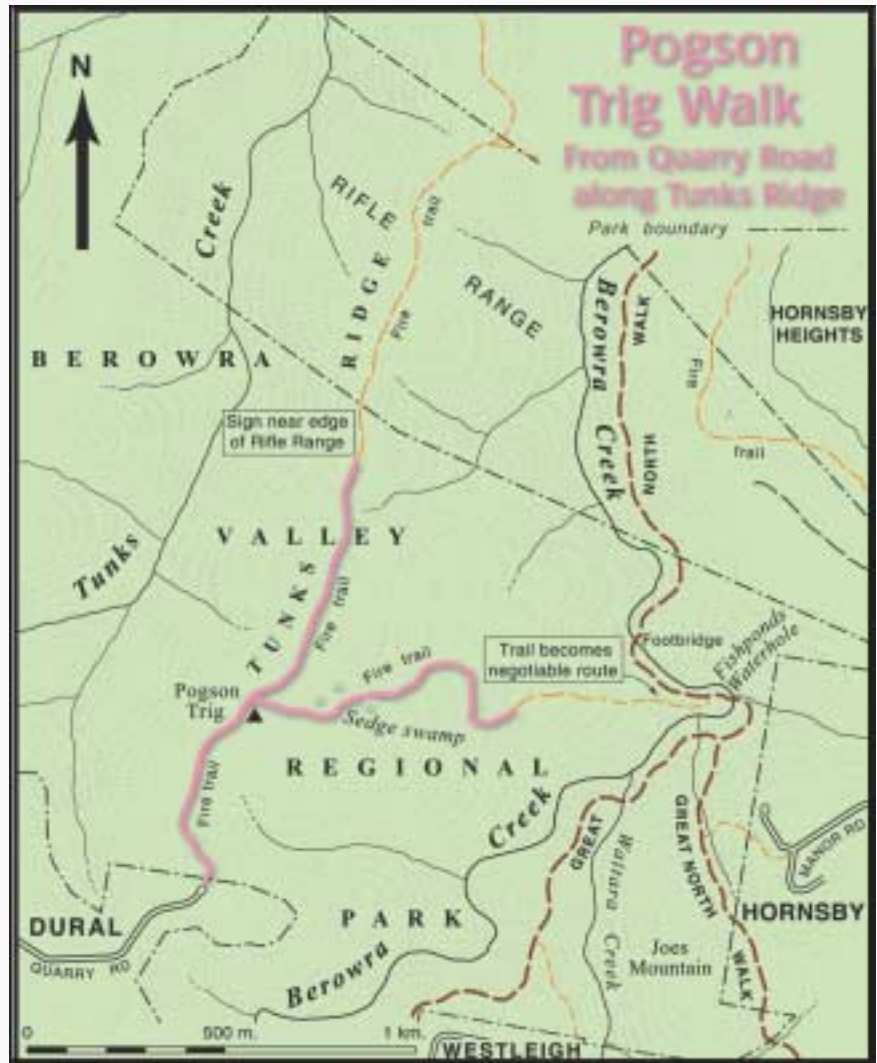 Pogson
Trig Walk
From Quarry Road
along Tunks Ridge
Park boundary
N
Creek
RIFLE
RANGE
trail
Fire
RIDGE
Berowra Creek
WALK
NORTH
HORNSBY
HEIGHTS
Fire
Trail
BEROWRA
Sign near edge
of Rifle Range
VALLEY
Tunks
TUNKS
Fire trail
Footbridge
Fishponds
Waterhole
Trail becomes
negotiable route
Fire trail
Pogson
Trig
Sedge swamp
REGIONAL
Fire trail
Creek
GREAT
Waitara Creek
GREAT NORTH
WALK
MANOR RD
HORNSBY
DURAL
QUARRY RD
PARK
Berowra
Joes
Mountain
0 500 m. 1 km.
WESTLEIGH